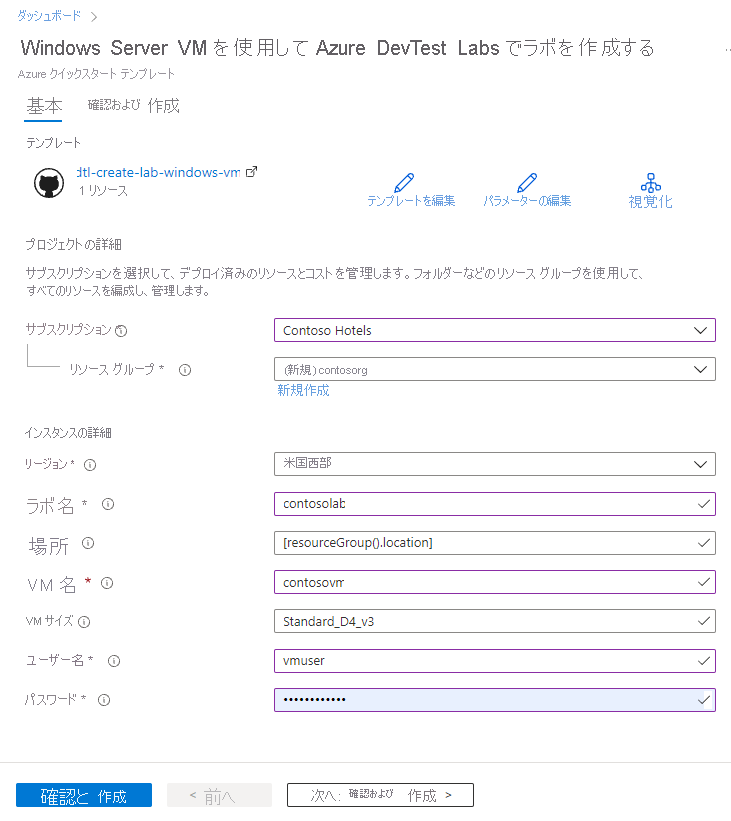 ダッシュボード >
Windows Server VM を使用して Azure DevTest Labs でラボを作成する
Azure クイックスタート テンプレート
基本 確認および 作成
テンプレート
dtl-create-lab-windows-vm
1 リソース
テンプレートを編集 パラメーターの編集 視覚化
プロジェクトの詳細
サブスクリプションを選択して、デプロイ済みのリソースとコストを管理します。フォルダーなどのリソース グループを使用して、
すべてのリソースを編成し、管理します。
サブスクリプション Contoso Hotels
リソース グループ * (新規) contosorg
新規作成
インスタンスの詳細
リージョン * 米国西部
ラボ名 * contosolab
場所 [resourceGroup().location]
VM 名 * contosovm
VM サイズ Standard_D4_v3
ユーザー名 * vmuser
パスワード * ••••••••••••
確認と 作成 < 前へ 次へ: 確認および 作成 >